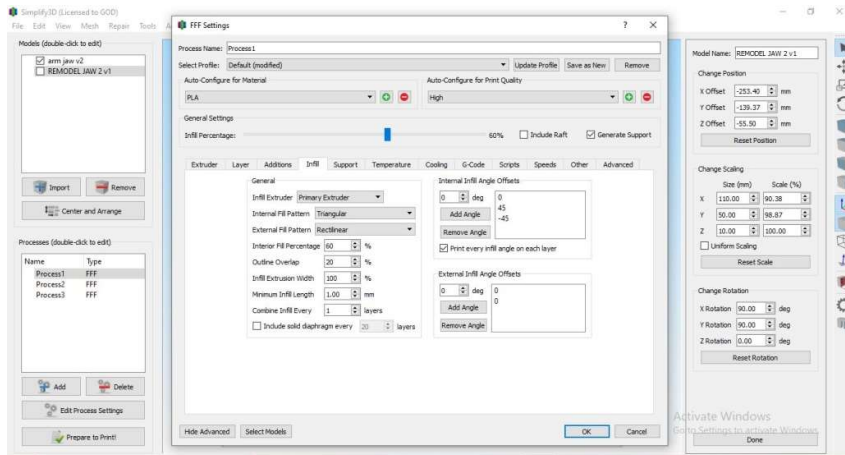 Simplify3D (Licensed to GOD)
File Edit View Mesh Repair Tools
Models (double-click to edit)
arm jaw v2
REMODEL JAW 2 v1
Import Remove
Center and Arrange
Processes (double-click to edit)
Name Type
Process1 FFF
Process2 FFF
Process3 FFF
Add Delete
Edit Process Settings
Prepare to Print!
FFF Settings
Process Name: Process1
Select Profile: Default (modified) Update Profile Save as New Remove
Auto-Configure for Material
PLA
Auto-Configure for Print Quality
High
General Settings
Infill Percentage: 60% Include Raft Generate Support
Extruder Layer Additions Infill Support Temperature Cooling G-Code Scripts Speeds Other Advanced
General
Infill Extruder Primary Extruder
Internal Fill Pattern Triangular
External Fill Pattern Rectilinear
Interior Fill Percentage 60 %
Outline Overlap 20 %
Infill Extrusion Width 100 %
Minimum Infill Length 1.00 mm
Combine Infill Every 1 layers
Include solid diaphragm every 20 layers
Internal Infill Angle Offsets
0 deg 0
45
Add Angle -45
Remove Angle
Print every infill angle on each layer
External Infill Angle Offsets
0 deg 0
0
Add Angle
Remove Angle
Hide Advanced Select Models OK Cancel
Model Name: REMODEL JAW 2 v1
Change Position
X Offset -253.40 mm
Y Offset -139.37 mm
Z Offset -55.50 mm
Reset Position
Change Scaling
Size (mm) Scale (%)
X 110.00 90.38
Y 50.00 98.87
Z 10.00 100.00
Uniform Scaling
Reset Scale
Change Rotation
X Rotation 90.00 deg
Y Rotation 90.00 deg
Z Rotation 0.00 deg
Reset Rotation
Activate Windows
Go to Settings to activate Windows.
Done